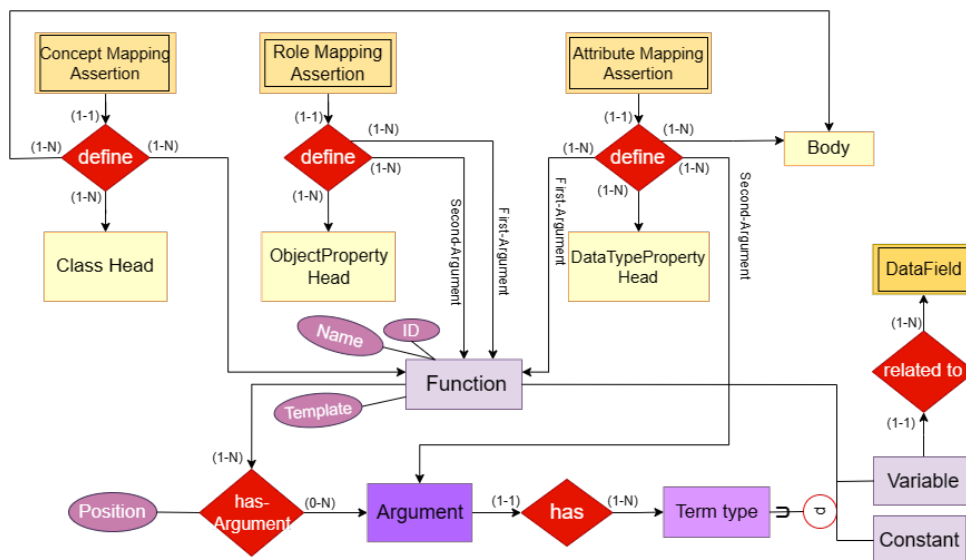 Concept Mapping
Assertion
Role Mapping
Assertion
Attribute Mapping
Assertion
(1-1)
(1-1)
(1-1)
(1-N)
define
(1-N)
(1-N)
define
(1-N)
(1-N)
(1-N)
define
(1-N)
(1-N)
Body
(1-N)
(1-N)
(1-N)
Class Head
ObjectProperty
Head
DataTypeProperty
Head
Second-Argument
First-Argument
First-Argument
Second-Argument
DataField
(1-N)
related to
(1-1)
Name
ID
Function
Template
(1-N)
Position
has-
Argument
(0-N)
Argument
(1-1)
has
(1-N)
Term type
U
d
Variable
Constant